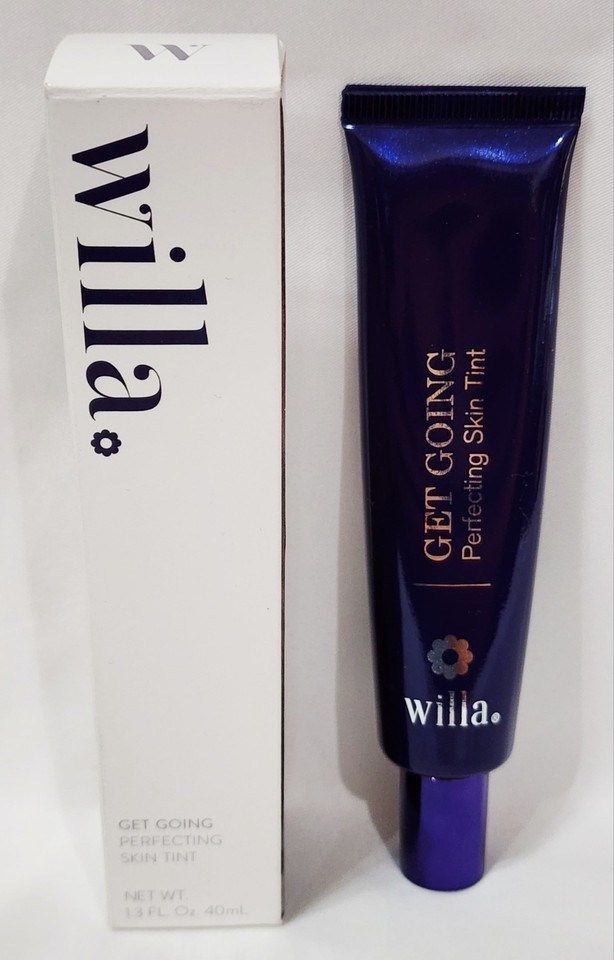 w
willa.
GET GOING
PERFECTING
SKIN TINT
NET WT.
1.3 FL. Oz. 40mL
GET GOING
Perfecting Skin Tint
willa.